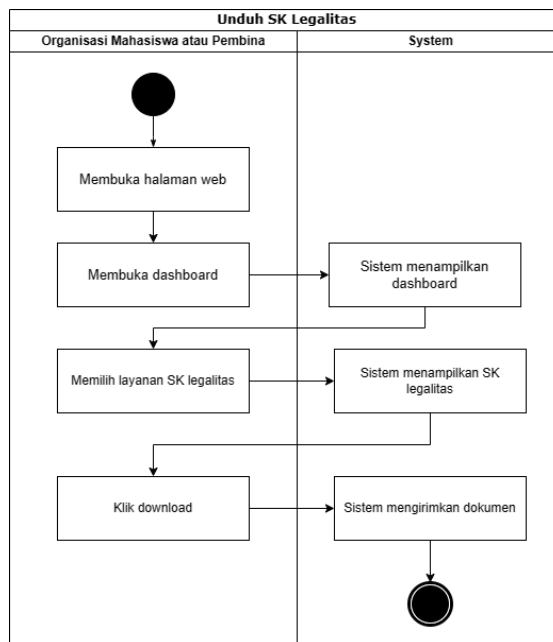 Unduh SK Legalitas
Organisasi Mahasiswa atau Pembina
System
Membuka halaman web
Membuka dashboard
Sistem menampilkan
dashboard
Memilih layanan SK legalitas
Sistem menampilkan SK
legalitas
Klik download
Sistem mengirimkan dokumen